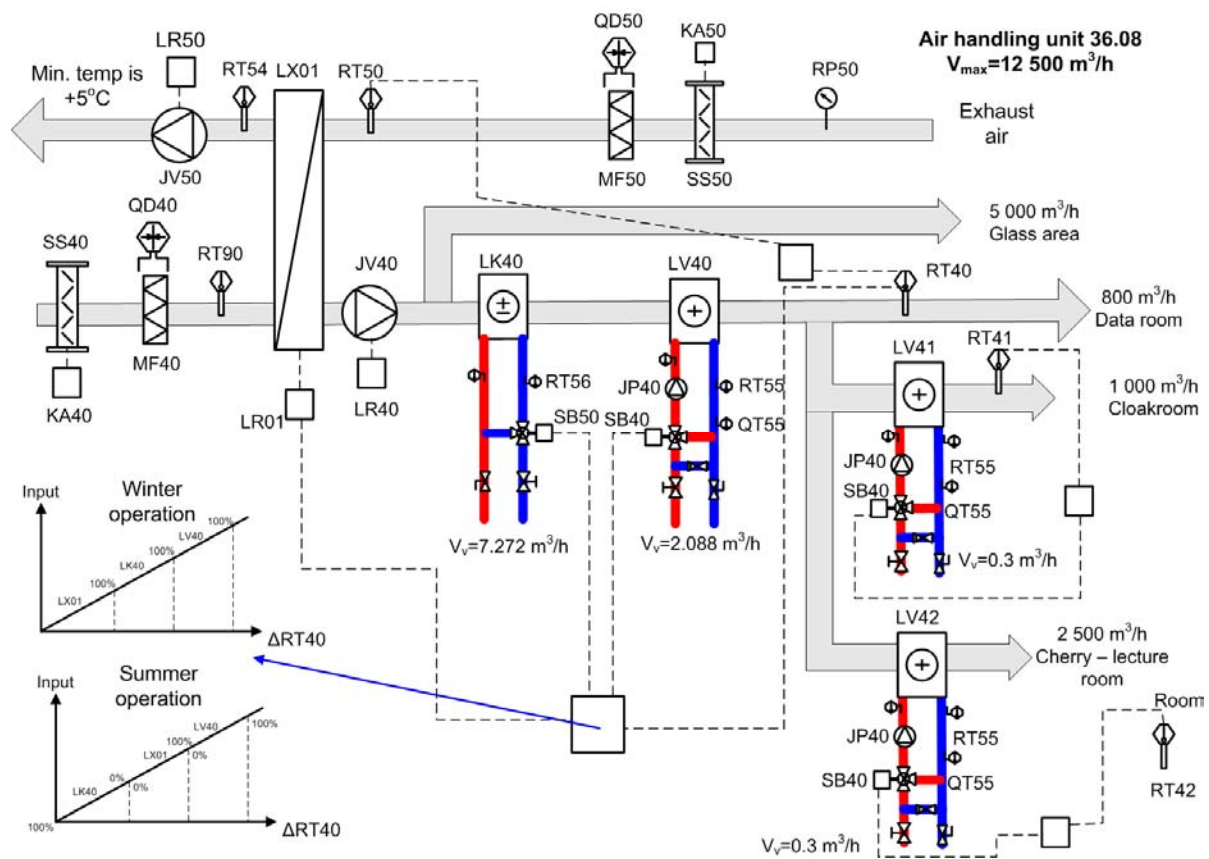 QD50
KA50
Air handling unit 36.08
Vmax=12 500 m³/h
LR50
Min. temp is
+5°C
RT54
LX01
RT50
RP50
Exhaust
air
JV50
MF50
SS50
QD40
SS40
RT90
JV40
5 000 m³/h
Glass area
LK40
LV40
RT40
800 m³/h
Data room
MF40
KA40
LR01
LR40
RT56
SB50
JP40
SB40
RT55
QT55
LV41
RT41
1 000 m³/h
Cloakroom
JP40
SB40
RT55
QT55
Vv=7.272 m³/h
Vv=2.088 m³/h
Vv=0.3 m³/h
Input
Winter
operation
LX01
100%
LK40
100%
LV40
100%
ΔRT40
Input
Summer
operation
100%
LK40
0%
0%
LX01
100%
0%
LV40
100%
ΔRT40
LV42
2 500 m³/h
Cherry – lecture
room
JP40
SB40
RT55
QT55
Room
RT42
Vv=0.3 m³/h